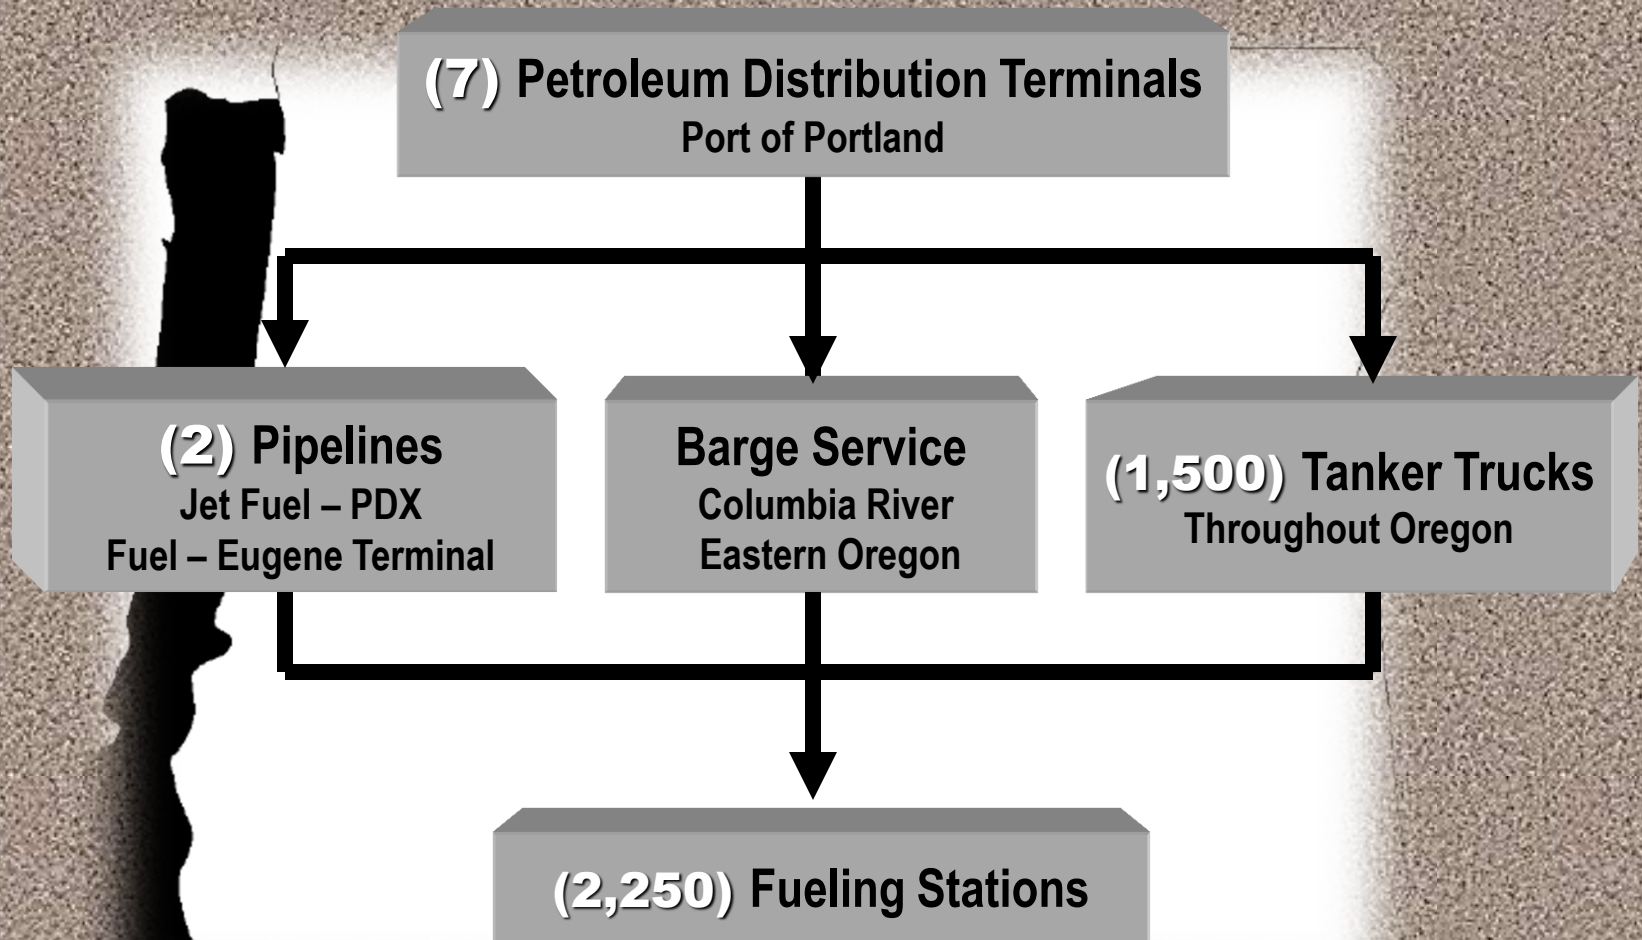 (7) Petroleum Distribution Terminals
Port of Portland
(2) Pipelines
Jet Fuel – PDX
Fuel – Eugene Terminal
Barge Service
Columbia River
Eastern Oregon
(1,500) Tanker Trucks
Throughout Oregon
(2,250) Fueling Stations